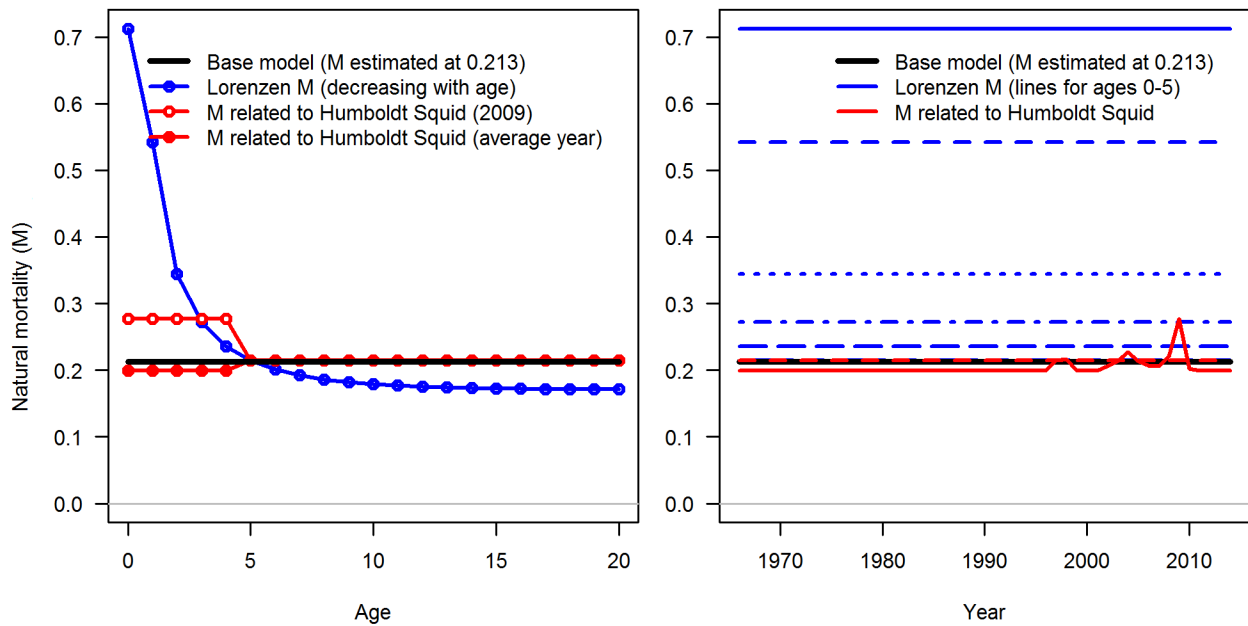 Natural mortality (M)
0.7
0.6
0.5
0.4
0.3
0.2
0.1
0.0
Base model (M estimated at 0.213)
Lorenzen M (decreasing with age)
M related to Humboldt Squid (2009)
M related to Humboldt Squid (average year)
0 5 10 15 20
Age
0.7
0.6
0.5
0.4
0.3
0.2
0.1
0.0
Base model (M estimated at 0.213)
Lorenzen M (lines for ages 0-5)
M related to Humboldt Squid
1970 1980 1990 2000 2010
Year